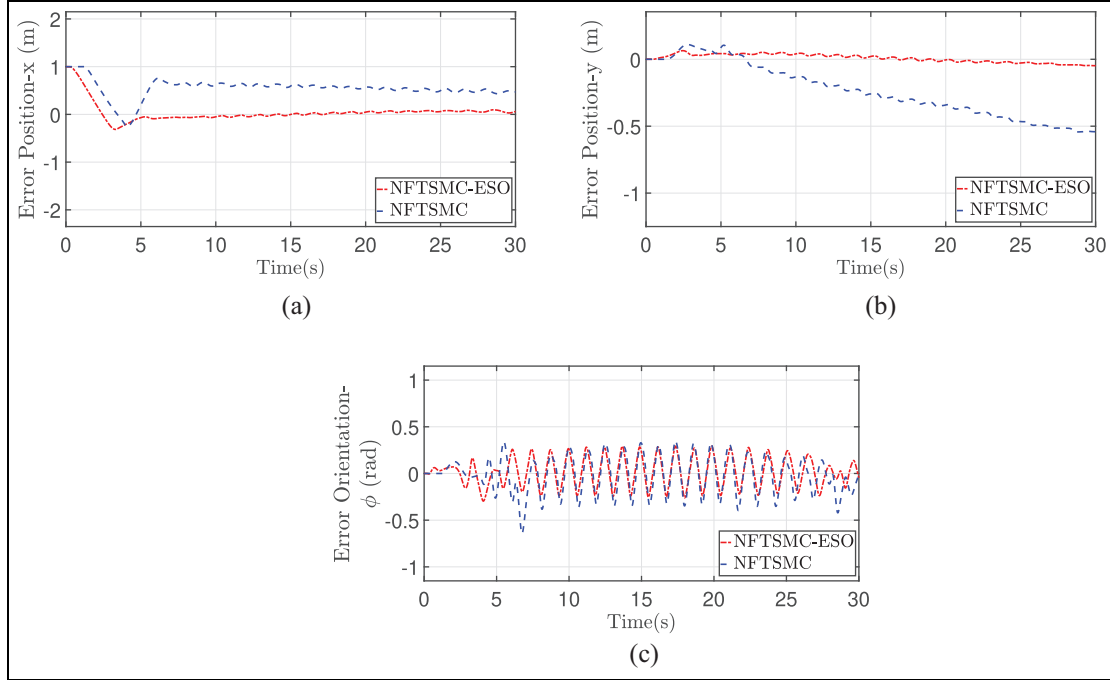 Error Position-x (m)
2
1
0
-1
-2
NFTSMC-ESO
NFTSMC
0 5 10 15 20 25 30
Time(s)
(a)
Error Position-y (m)
0
-0.5
-1
NFTSMC-ESO
NFTSMC
0 5 10 15 20 25 30
Time(s)
(b)
Error Orientation-
ϕ (rad)
1
0.5
0
-0.5
-1
NFTSMC-ESO
NFTSMC
0 5 10 15 20 25 30
Time(s)
(c)